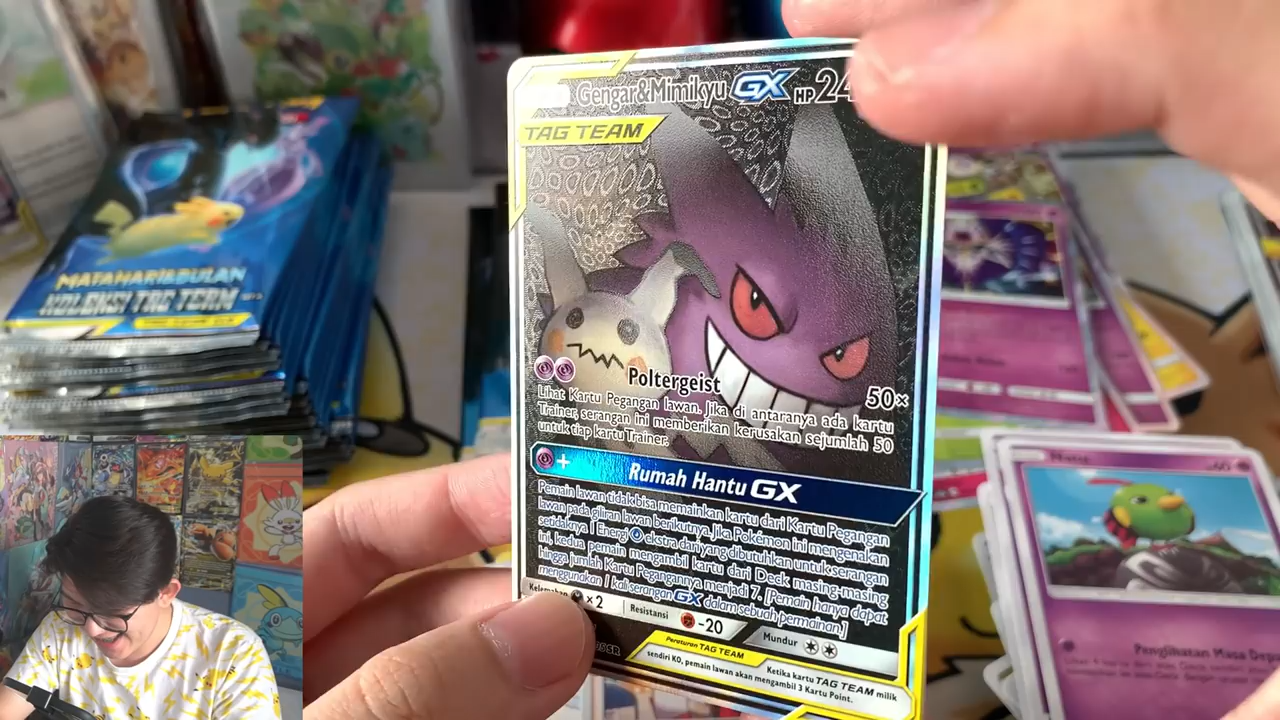 Gengar&Mimikyu GX HP 24
TAG TEAM
Poltergeist
50×
Lihat Kartu Pegangan lawan. Jika di antaranya ada kartu
Trainer, serangan ini memberikan kerusakan sejumlah 50
untuk tiap kartu Trainer.
+ Rumah Hantu GX
Pemain lawan tidak bisa memainkan kartu dari Kartu Pegangan
lawan pada giliran lawan berikutnya. Jika Pokémon ini mengenakan
setidaknya 1 Energi ekstra dari yang dibutuhkan untuk serangan
ini, kedua pemain mengambil kartu dari Deck masing-masing
hingga jumlah Kartu Pegangannya menjadi 7. [Pemain hanya dapat
menggunakan 1 kali serangan GX dalam sebuah permainan.]
Kelemahan ×2
Resistansi -20
Mundur
SR
Peraturan TAG TEAM
Ketika kartu TAG TEAM milik
sendiri KO, pemain lawan akan mengambil 3 Kartu Point.
MATAHARI&BULAN
KOLEKSI TAG TEAM
Natu
60
Penglihatan Masa